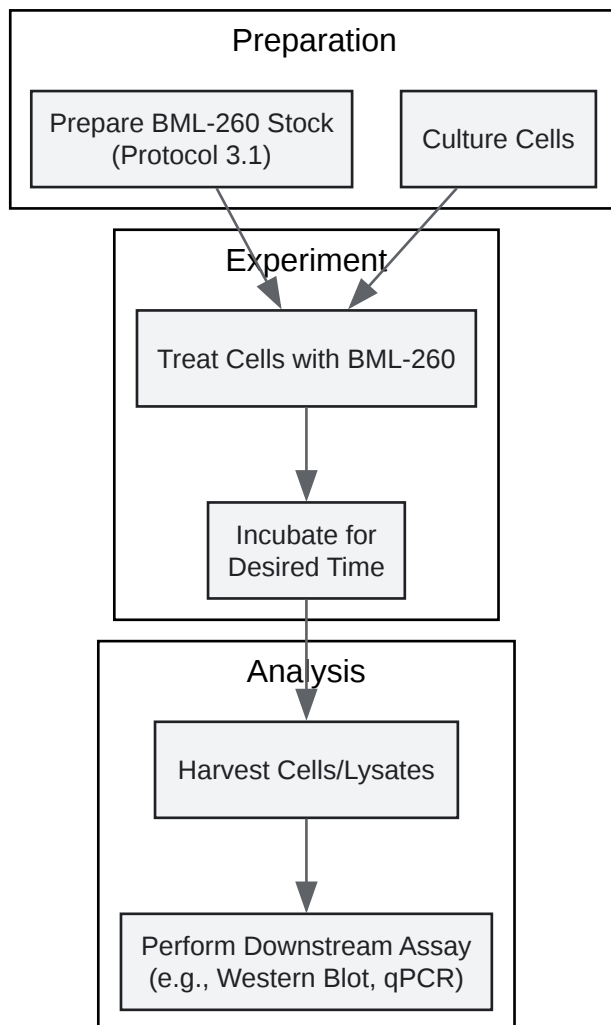 Preparation
Prepare BML-260 Stock
(Protocol 3.1)
Culture Cells
Experiment
Treat Cells with BML-260
Incubate for
Desired Time
Analysis
Harvest Cells/Lysates
Perform Downstream Assay
(e.g., Western Blot, qPCR)